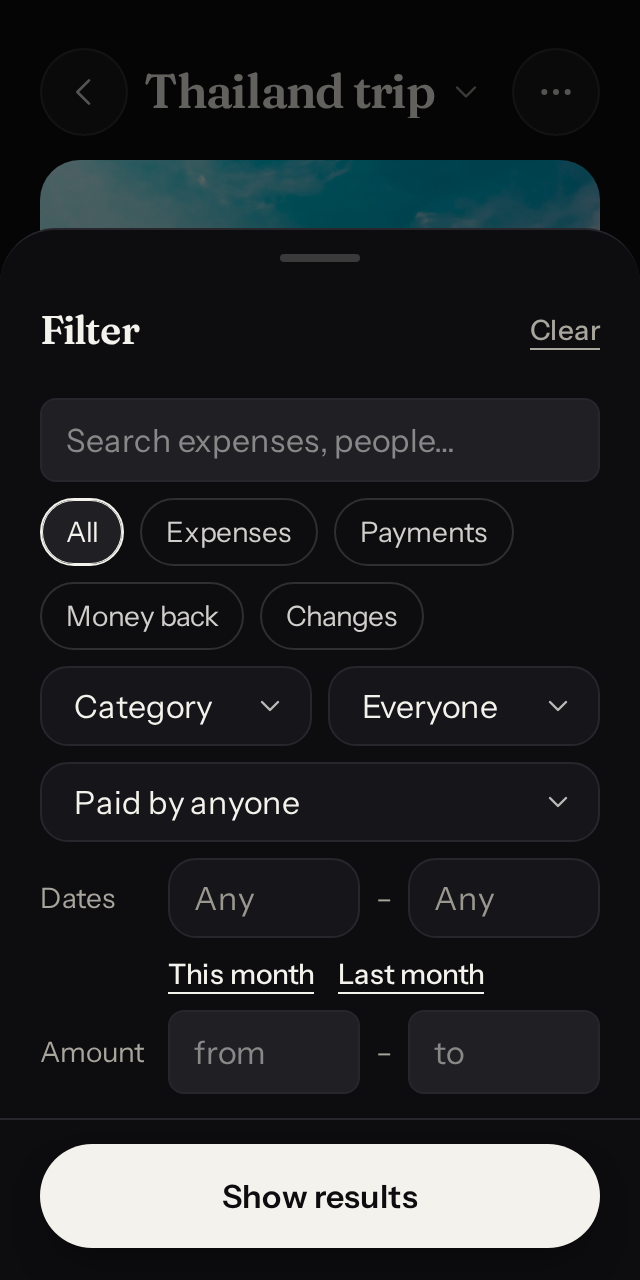 Thailand trip
Filter
Clear
Search expenses, people...
All
Expenses
Payments
Money back
Changes
Category
Everyone
Paid by anyone
Dates
Any
–
Any
This month
Last month
Amount
from
–
to
Show results